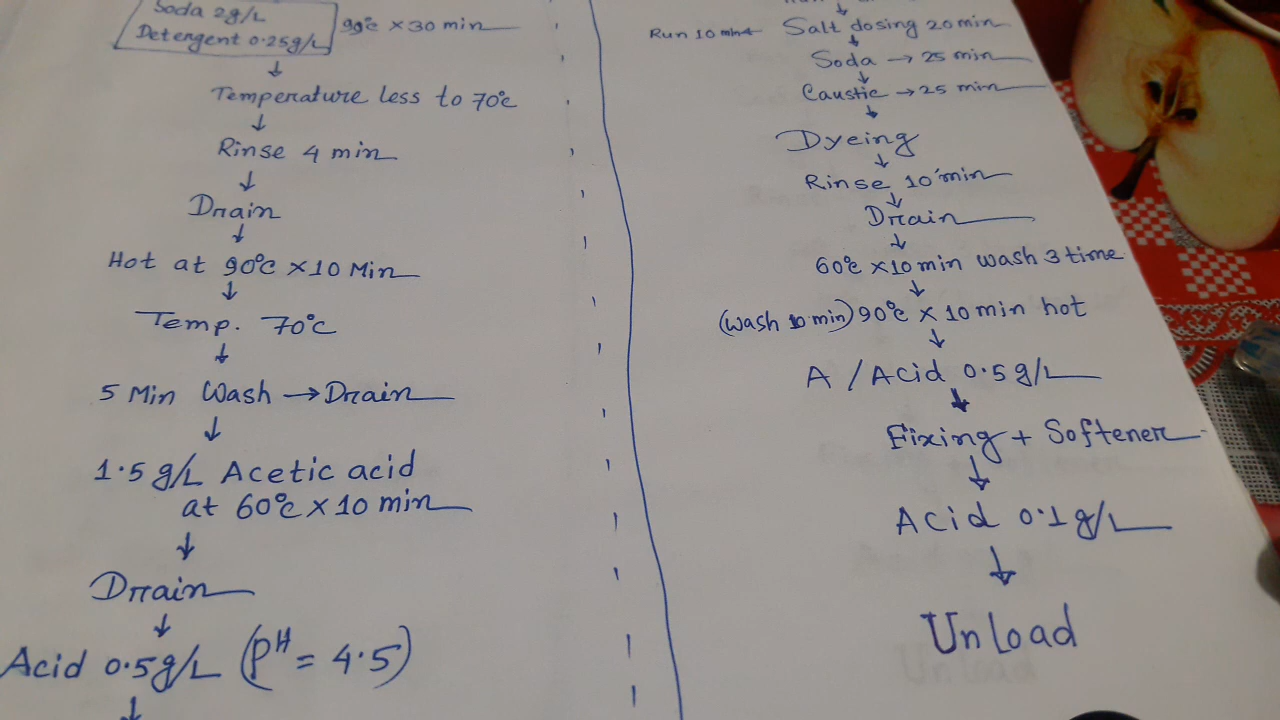 Soda 2g/L
Detergent 0.25g/L
99°c × 30 min
↓
Temperature less to 70°c
↓
Rinse 4 min
↓
Drain
↓
Hot at 90°c × 10 Min
↓
Temp. 70°c
↓
5 Min Wash → Drain
↓
1.5 g/L Acetic acid
at 60°c × 10 min
↓
Drain
↓
Acid 0.5g/L (pH = 4.5)
↓
↓
Run 10 min ← Salt dosing 20 min
↓
Soda → 25 min
↓
Caustic → 25 min
↓
Dyeing
↓
Rinse 10 min
↓
Drain
↓
60°c × 10 min wash 3 time
↓
(wash 10 min) 90°c × 10 min hot
↓
A / Acid 0.5 g/L
↓
Fixing + Softener
↓
Acid 0.1 g/L
↓
Unload